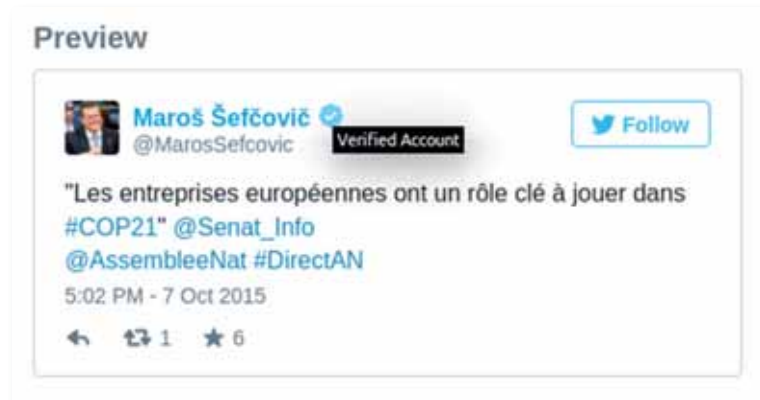 Preview
Maroš Šefčovič
@MarosSefcovic
Verified Account
Follow
"Les entreprises européennes ont un rôle clé à jouer dans
#COP21" @Senat_Info
@AssembleeNat #DirectAN
5:02 PM - 7 Oct 2015
1 6